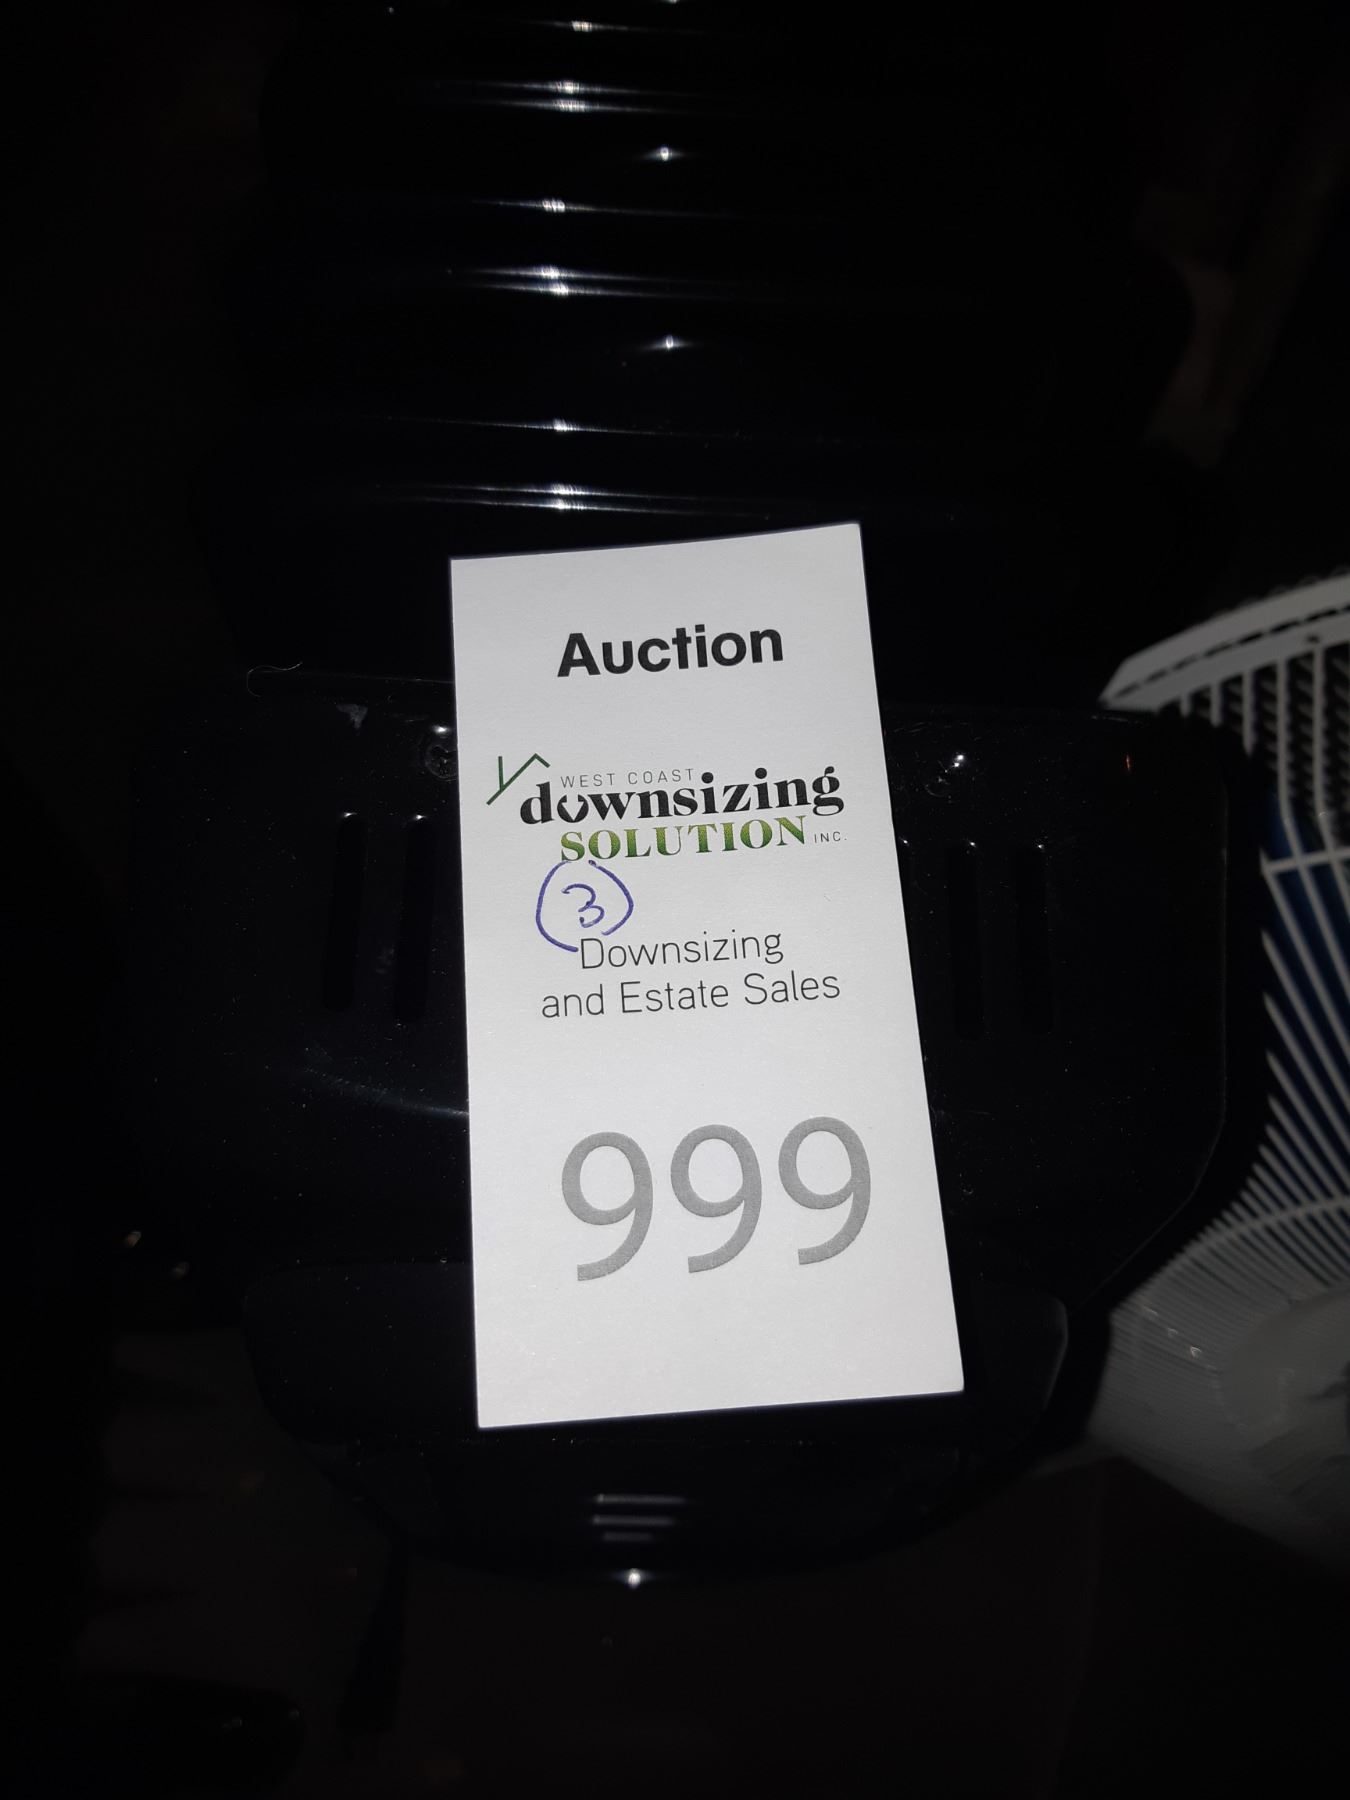 Auction
WEST COAST
downsizing
SOLUTION INC.
3
Downsizing
and Estate Sales
999